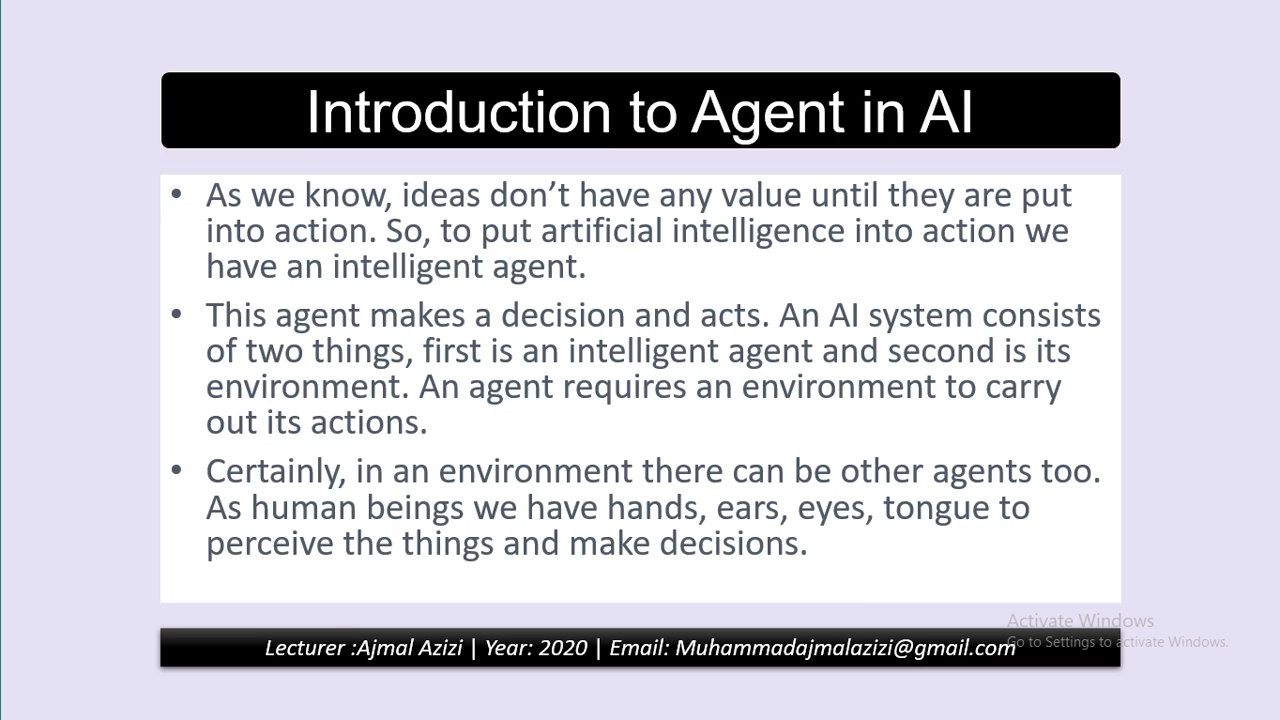 Introduction to Agent in AI
• As we know, ideas don’t have any value until they are put
into action. So, to put artificial intelligence into action we
have an intelligent agent.
• This agent makes a decision and acts. An AI system consists
of two things, first is an intelligent agent and second is its
environment. An agent requires an environment to carry
out its actions.
• Certainly, in an environment there can be other agents too.
As human beings we have hands, ears, eyes, tongue to
perceive the things and make decisions.
Activate Windows
Go to Settings to activate Windows.
Lecturer :Ajmal Azizi | Year: 2020 | Email: Muhammadajmalazizi@gmail.com